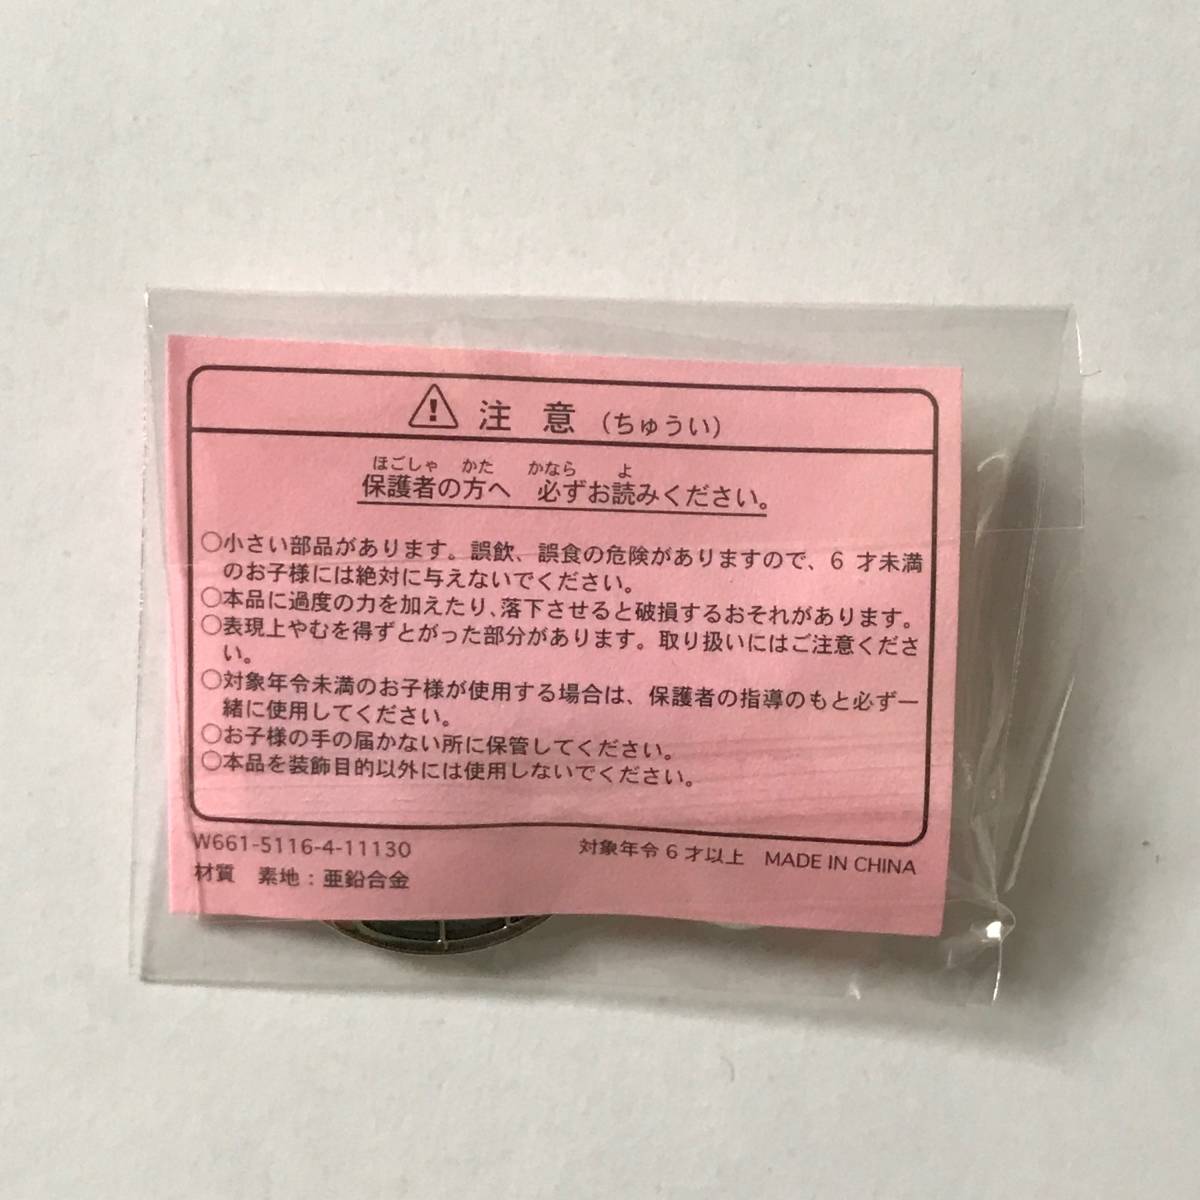 注 意 (ちゅうい)
ほごしゃ かた かなら よ
保護者の方へ 必ずお読みください。
○小さい部品があります。誤飲、誤食の危険がありますので、6 才未満
のお子様には絶対に与えないでください。
○本品に過度の力を加えたり、落下させると破損するおそれがあります。
○表現上やむを得ずとがった部分があります。取り扱いにはご注意くださ
い。
○対象年令未満のお子様が使用する場合は、保護者の指導のもと必ず一
緒に使用してください。
○お子様の手の届かない所に保管してください。
○本品を装飾目的以外には使用しないでください。
W661-5116-4-11130 対象年令 6 才以上 MADE IN CHINA
材質 素地:亜鉛合金